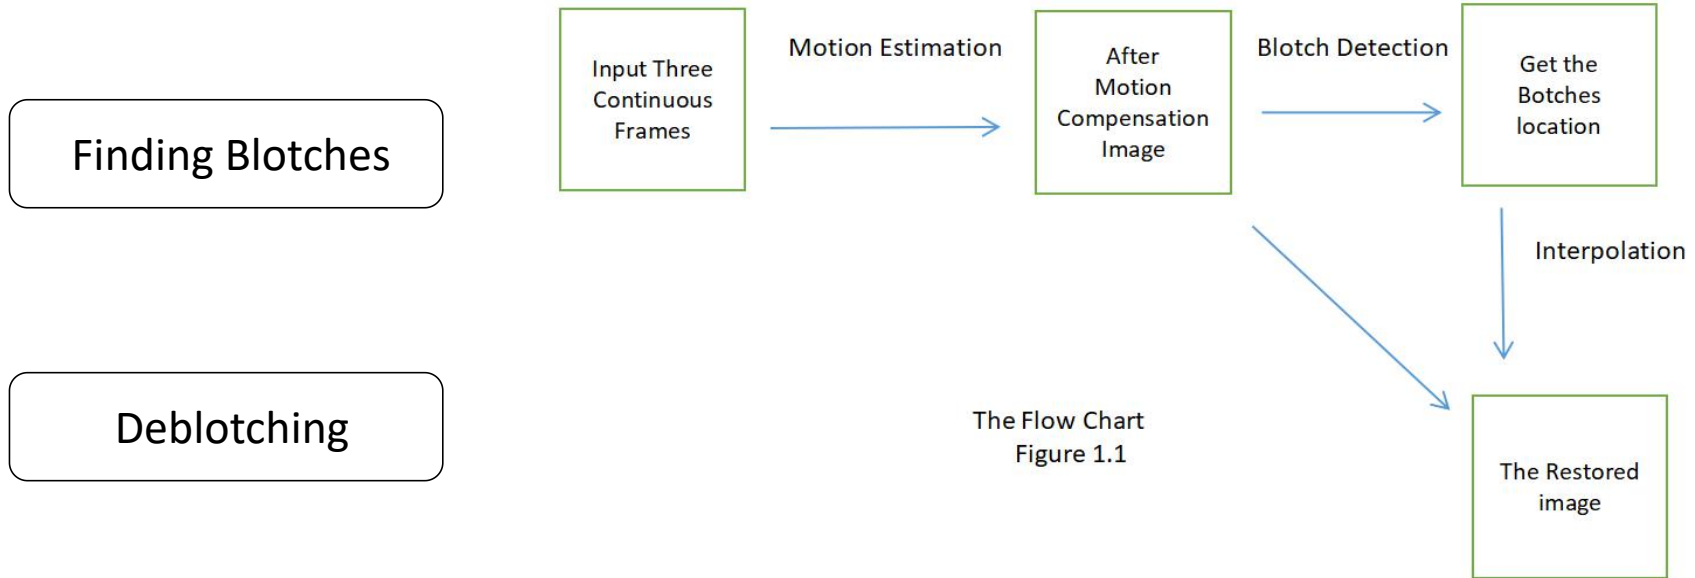 Finding Blotches
Input Three
Continuous
Frames
Motion Estimation
After
Motion
Compensation
Image
Blotch Detection
Get the
Botches
location
Interpolation
Deblotching
The Flow Chart
Figure 1.1
The Restored
image